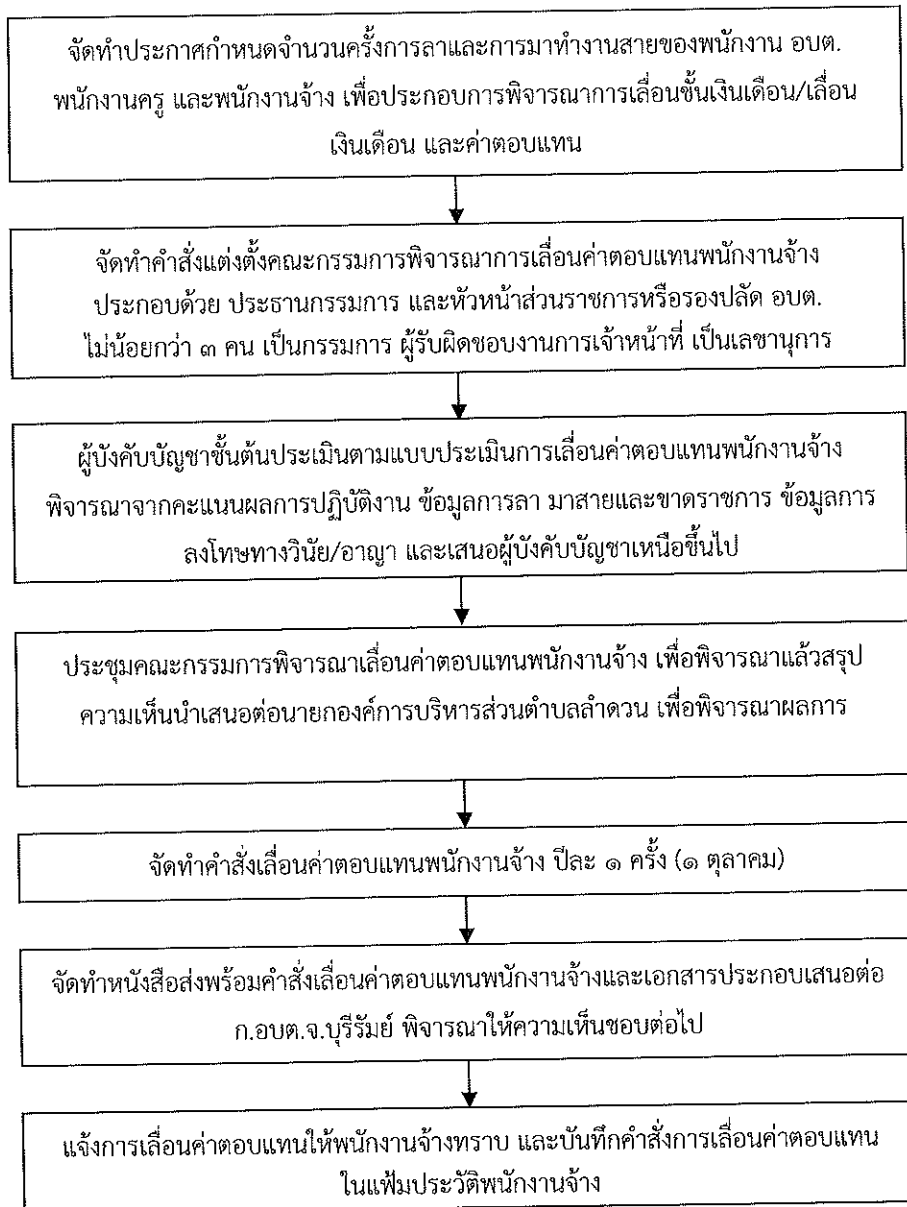 จัดทำประกาศกำหนดจำนวนครั้งการลาและการมาทำงานสายของพนักงาน อบต.
พนักงานครู และพนักงานจ้าง เพื่อประกอบการพิจารณาการเลื่อนขั้นเงินเดือน/เลื่อน
เงินเดือน และค่าตอบแทน
จัดทำคำสั่งแต่งตั้งคณะกรรมการพิจารณาการเลื่อนค่าตอบแทนพนักงานจ้าง
ประกอบด้วย ประธานกรรมการ และหัวหน้าส่วนราชการหรือรองปลัด อบต.
ไม่น้อยกว่า ๓ คน เป็นกรรมการ ผู้รับผิดชอบงานการเจ้าหน้าที่ เป็นเลขานุการ
ผู้บังคับบัญชาชั้นต้นประเมินตามแบบประเมินการเลื่อนค่าตอบแทนพนักงานจ้าง
พิจารณาจากคะแนนผลการปฏิบัติงาน ข้อมูลการลา มาสายและขาดราชการ ข้อมูลการ
ลงโทษทางวินัย/อาญา และเสนอผู้บังคับบัญชาเหนือขึ้นไป
ประชุมคณะกรรมการพิจารณาเลื่อนค่าตอบแทนพนักงานจ้าง เพื่อพิจารณาแล้วสรุป
ความเห็นนำเสนอต่อนายกองค์การบริหารส่วนตำบลลำดวน เพื่อพิจารณาผลการ
จัดทำคำสั่งเลื่อนค่าตอบแทนพนักงานจ้าง ปีละ ๑ ครั้ง (๑ ตุลาคม)
จัดทำหนังสือส่งพร้อมคำสั่งเลื่อนค่าตอบแทนพนักงานจ้างและเอกสารประกอบเสนอต่อ
ก.อบต.จ.บุรีรัมย์ พิจารณาให้ความเห็นชอบต่อไป
แจ้งการเลื่อนค่าตอบแทนให้พนักงานจ้างทราบ และบันทึกคำสั่งการเลื่อนค่าตอบแทน
ในแฟ้มประวัติพนักงานจ้าง